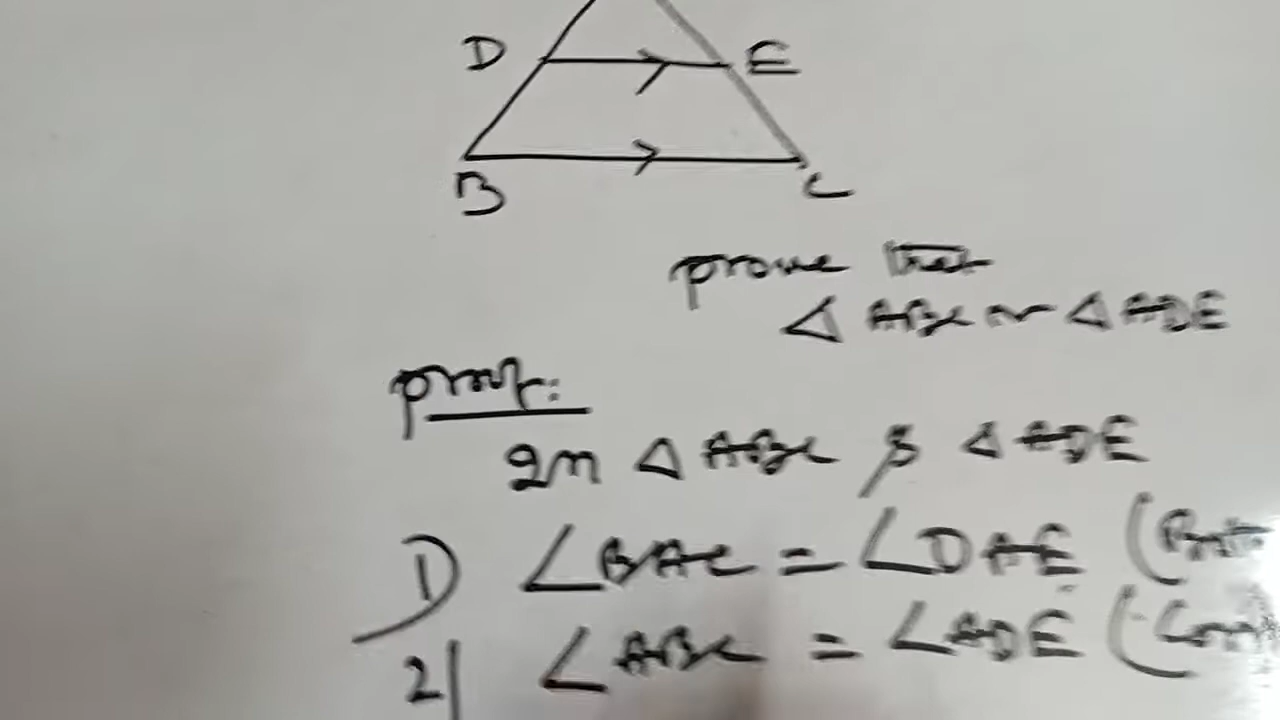 D E
B C
prove that
△ ABC ~ △ ADE
proof:
In △ ABC & △ ADE
1) ∠BAC = ∠DAE (
2) ∠ABC = ∠ADE (